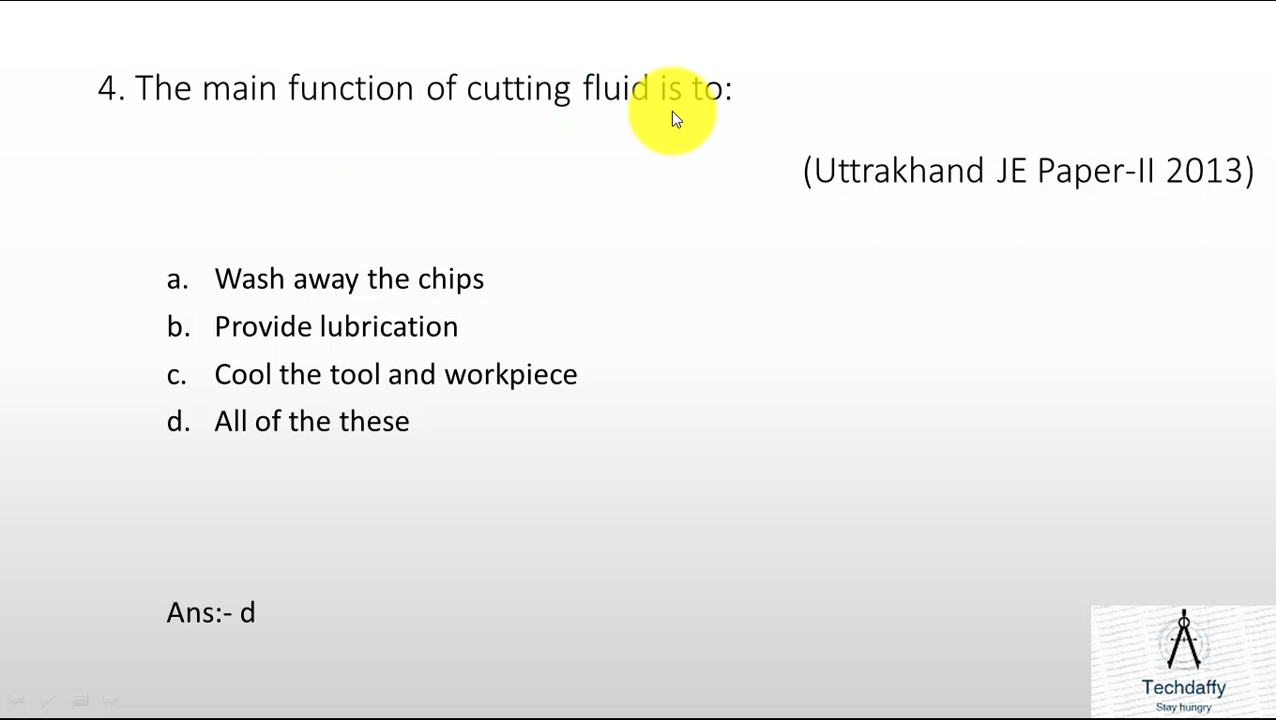 4. The main function of cutting fluid is to:
(Uttrakhand JE Paper-II 2013)
a. Wash away the chips
b. Provide lubrication
c. Cool the tool and workpiece
d. All of the these
Ans:- d
Techdaffy
Stay hungry